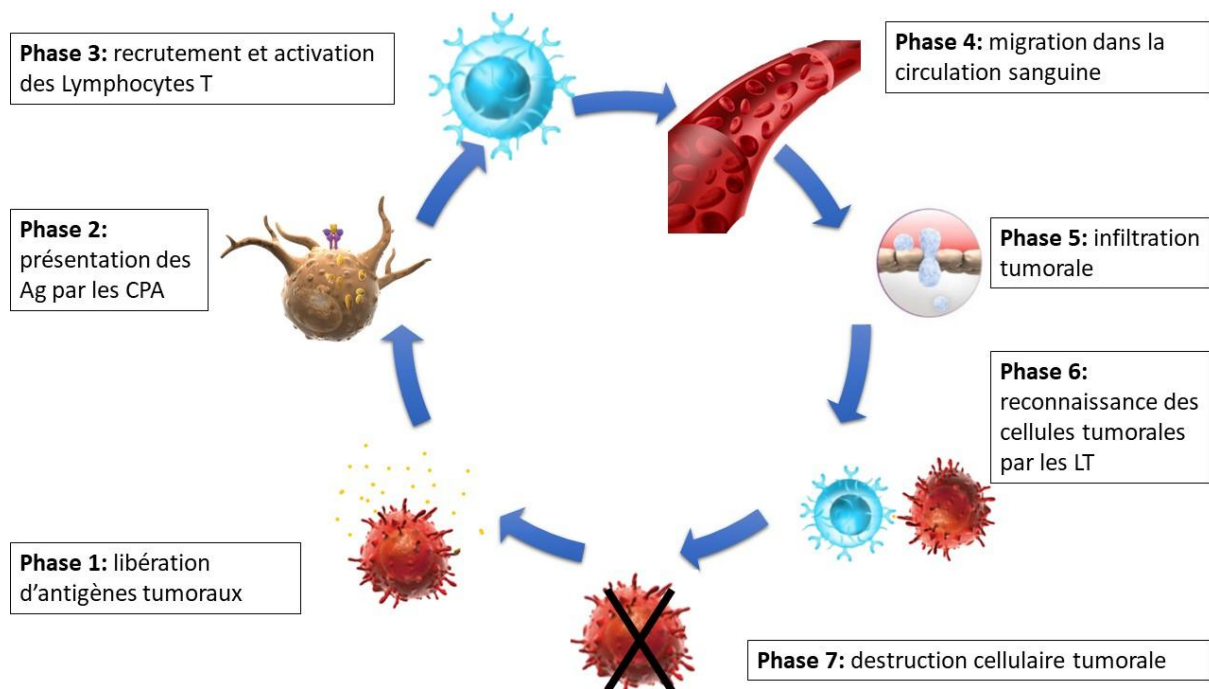 Phase 3: recrutement et activation
des Lymphocytes T
Phase 4: migration dans la
circulation sanguine
Phase 2:
présentation des
Ag par les CPA
Phase 5: infiltration
tumorale
Phase 6:
reconnaissance des
cellules tumorales
par les LT
Phase 1: libération
d'antigènes tumoraux
Phase 7: destruction cellulaire tumorale